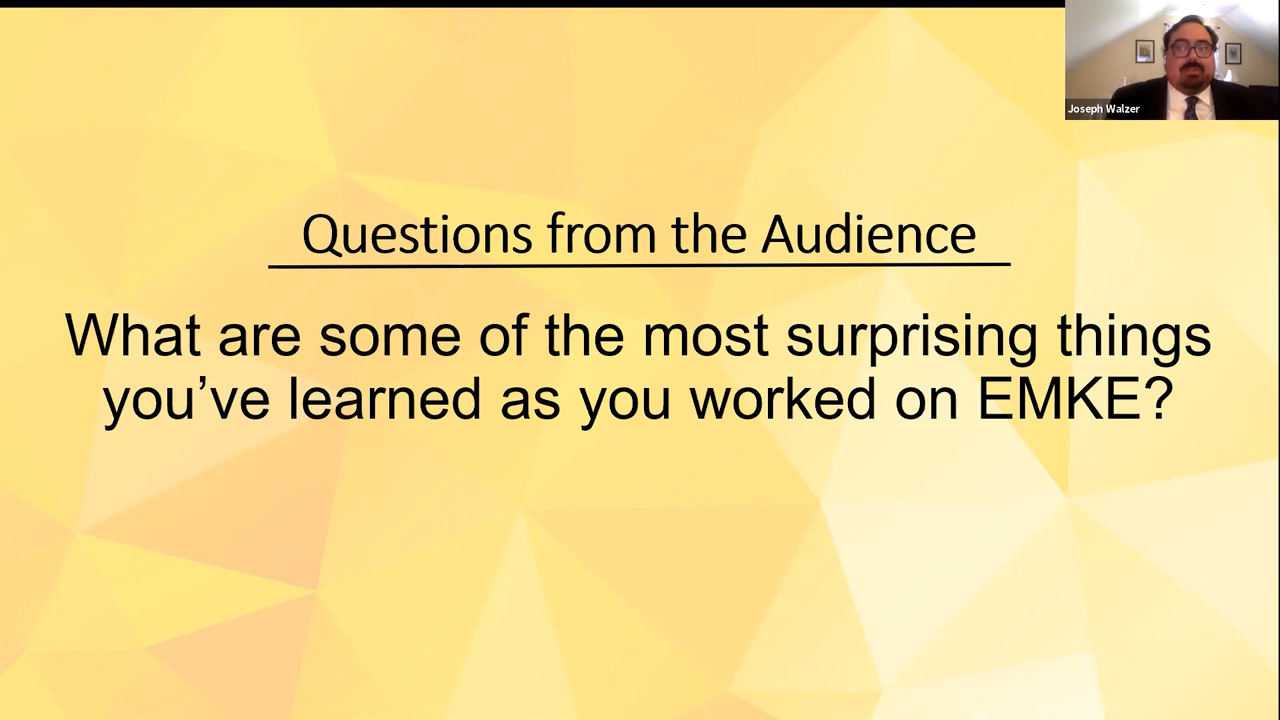 Joseph Walzer
Questions from the Audience
What are some of the most surprising things
you’ve learned as you worked on EMKE?